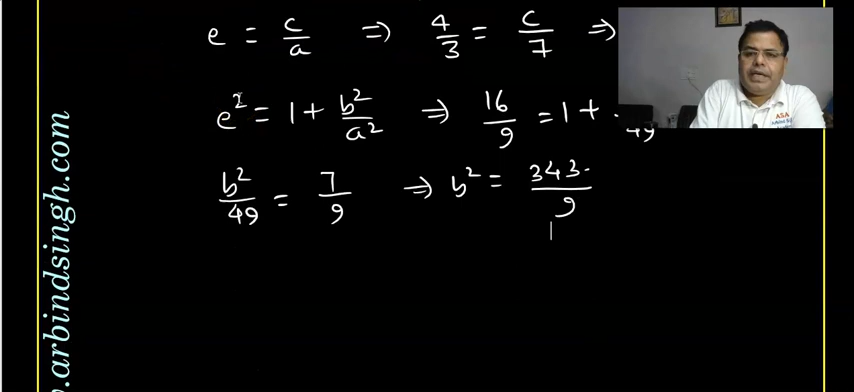 e = c/a ⇒ 4/3 = c/7 ⇒
e² = 1 + b²/a² ⇒ 16/9 = 1 +
b²/49 = 7/9 ⇒ b² = 343/9
.arbindsingh.com
ASA